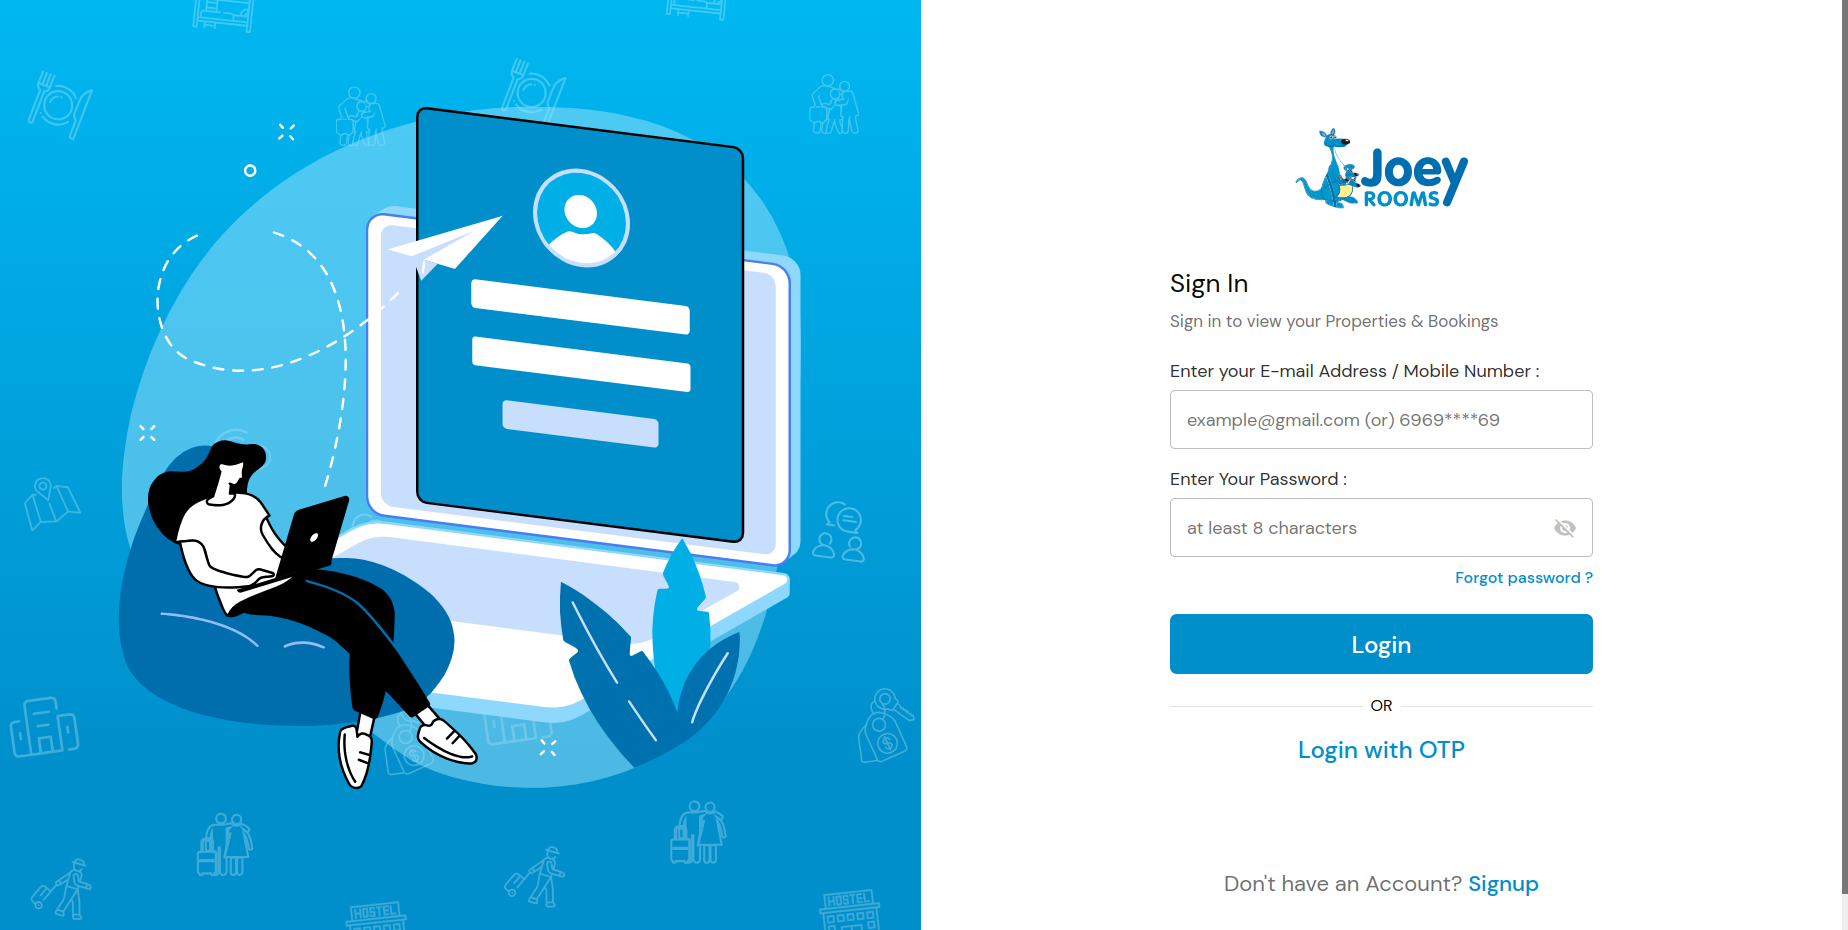 Joey
ROOMS
Sign In
Sign in to view your Properties & Bookings
Enter your E-mail Address / Mobile Number :
example@gmail.com (or) 6969****69
Enter Your Password :
at least 8 characters
Forgot password ?
Login
OR
Login with OTP
Don't have an Account? Signup
HOSTEL
HOSTEL